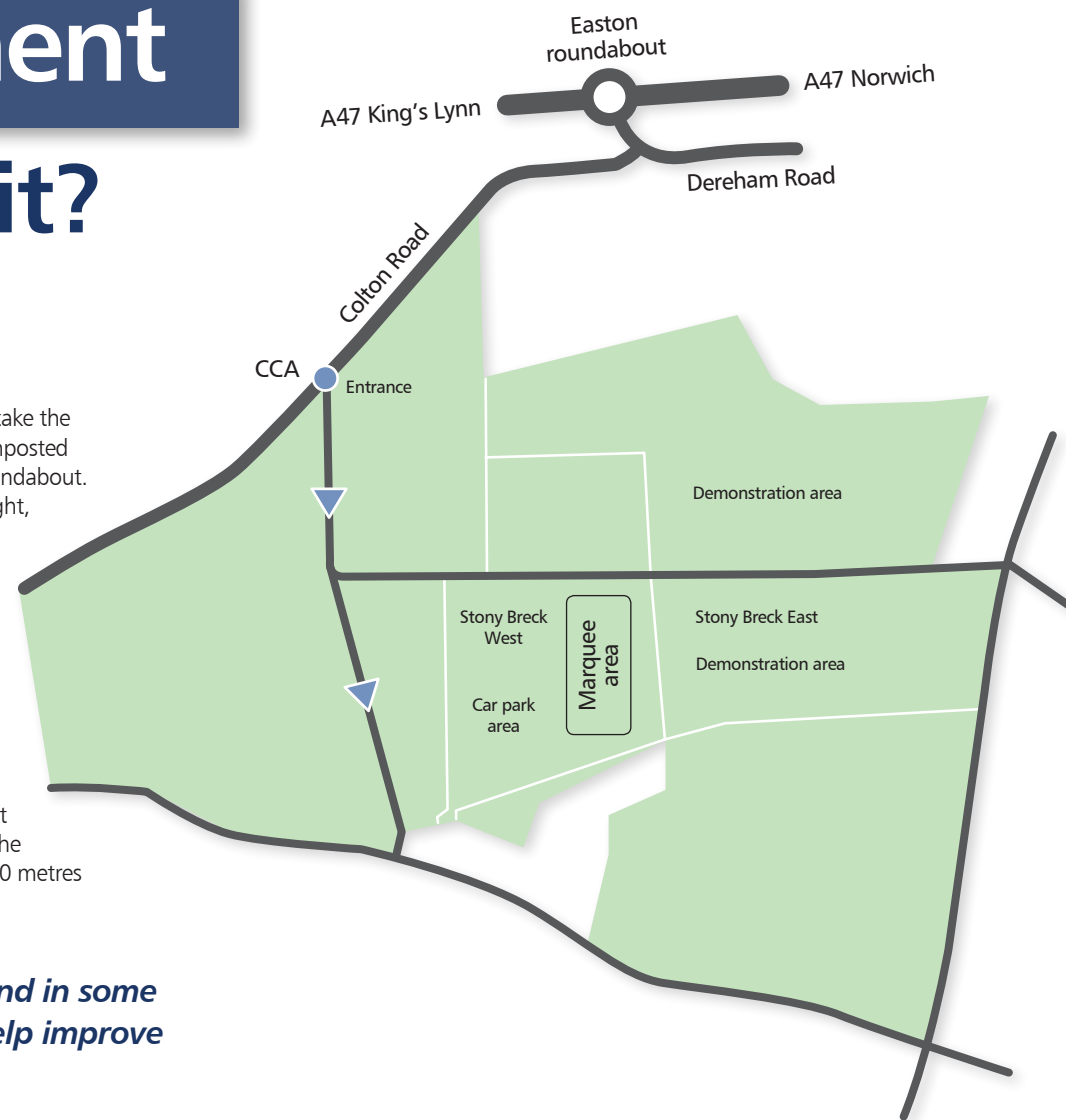 ent
it?
take the
nposted
ndabout.
ght,
t
he
0 metres
nd in some
elp improve
Easton
roundabout
A47 King's Lynn
A47 Norwich
Dereham Road
Colton Road
CCA
Entrance
Demonstration area
Stony Breck
West
Marquee
area
Stony Breck East
Demonstration area
Car park
area